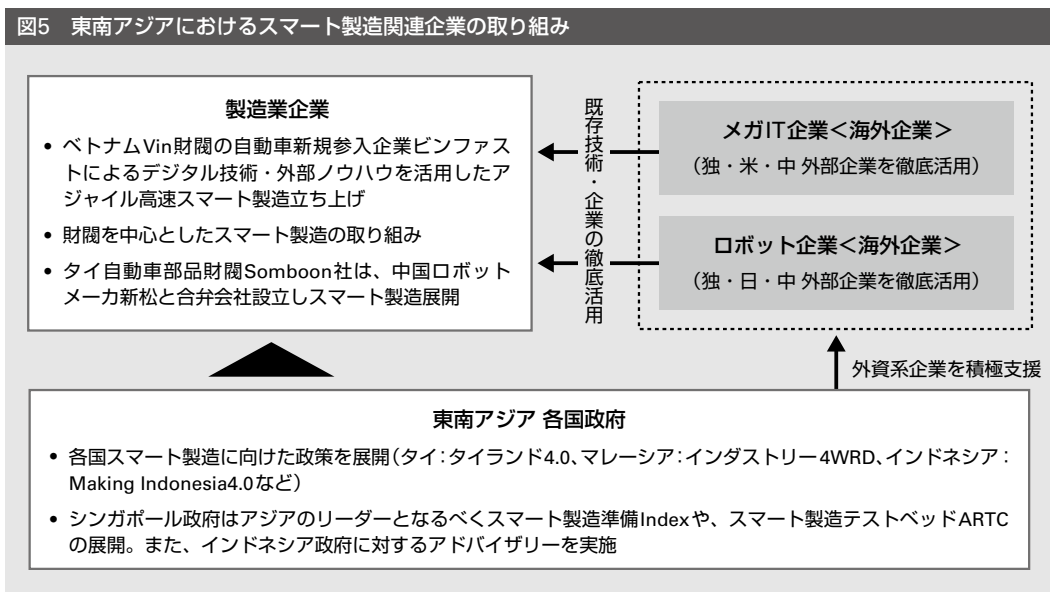 図5　東南アジアにおけるスマート製造関連企業の取り組み
製造業企業
• ベトナムVin財閥の自動車新規参入企業ビンファス
トによるデジタル技術・外部ノウハウを活用したア
ジャイル高速スマート製造立ち上げ
• 財閥を中心としたスマート製造の取り組み
• タイ自動車部品財閥Somboon社は、中国ロボット
メーカ新松と合弁会社設立しスマート製造展開
既存技術・企業の徹底活用
メガIT企業＜海外企業＞
（独・米・中 外部企業を徹底活用）
ロボット企業＜海外企業＞
（独・日・中 外部企業を徹底活用）
外資系企業を積極支援
東南アジア 各国政府
• 各国スマート製造に向けた政策を展開（タイ：タイランド4.0、マレーシア：インダストリー4WRD、インドネシア：
Making Indonesia4.0など）
• シンガポール政府はアジアのリーダーとなるべくスマート製造準備Indexや、スマート製造テストベッドARTC
の展開。また、インドネシア政府に対するアドバイザリーを実施